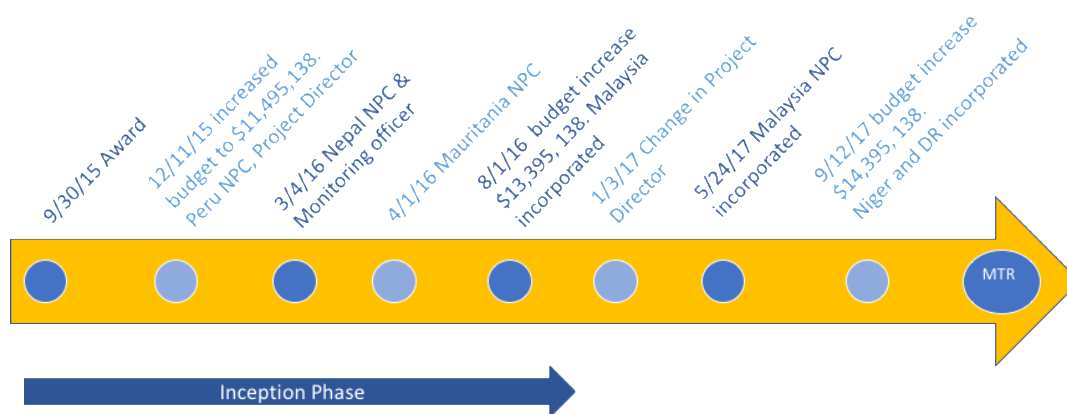 9/30/15 Award
12/11/15 increased
budget to $11,495,138.
Peru NPC, Project Director
3/4/16 Nepal NPC &
Monitoring officer
4/1/16 Mauritania NPC
8/1/16  budget increase
$13,395, 138. Malaysia
incorporated
1/3/17 Change in Project
Director
5/24/17 Malaysia NPC
incorporated
9/12/17 budget increase
$14,395, 138.
Niger and DR incorporated
MTR
Inception Phase